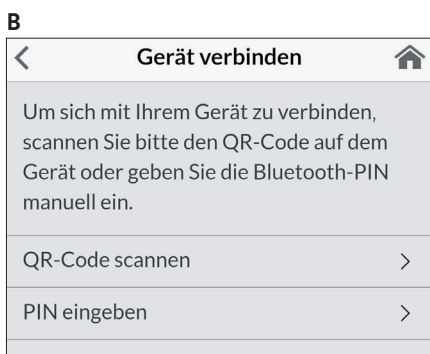 B
Gerät verbinden
Um sich mit Ihrem Gerät zu verbinden,
scannen Sie bitte den QR-Code auf dem
Gerät oder geben Sie die Bluetooth-PIN
manuell ein.
QR-Code scannen
PIN eingeben